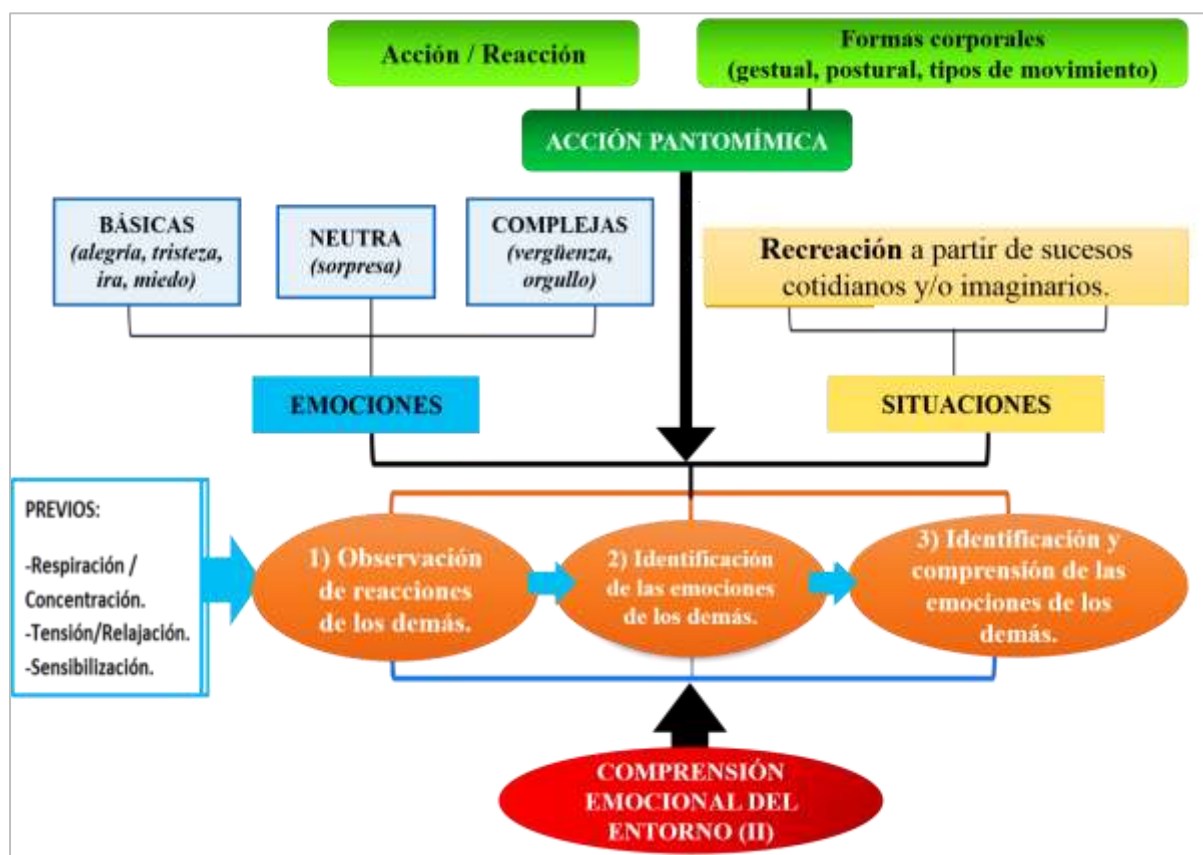 Acción / Reacción
Formas corporales
(gestual, postural, tipos de movimiento)
ACCIÓN PANTOMÍMICA
BÁSICAS
(alegría, tristeza,
ira, miedo)
NEUTRA
(sorpresa)
COMPLEJAS
(vergüenza,
orgullo)
Recreación a partir de sucesos
cotidianos y/o imaginarios.
EMOCIONES
SITUACIONES
PREVIOS:
-Respiración /
Concentración.
-Tensión/Relajación.
-Sensibilización.
1) Observación
de reacciones
de los demás.
2) Identificación
de las emociones
de los demás.
3) Identificación y
comprensión de las
emociones de los
demás.
COMPRENSIÓN
EMOCIONAL DEL
ENTORNO (II)